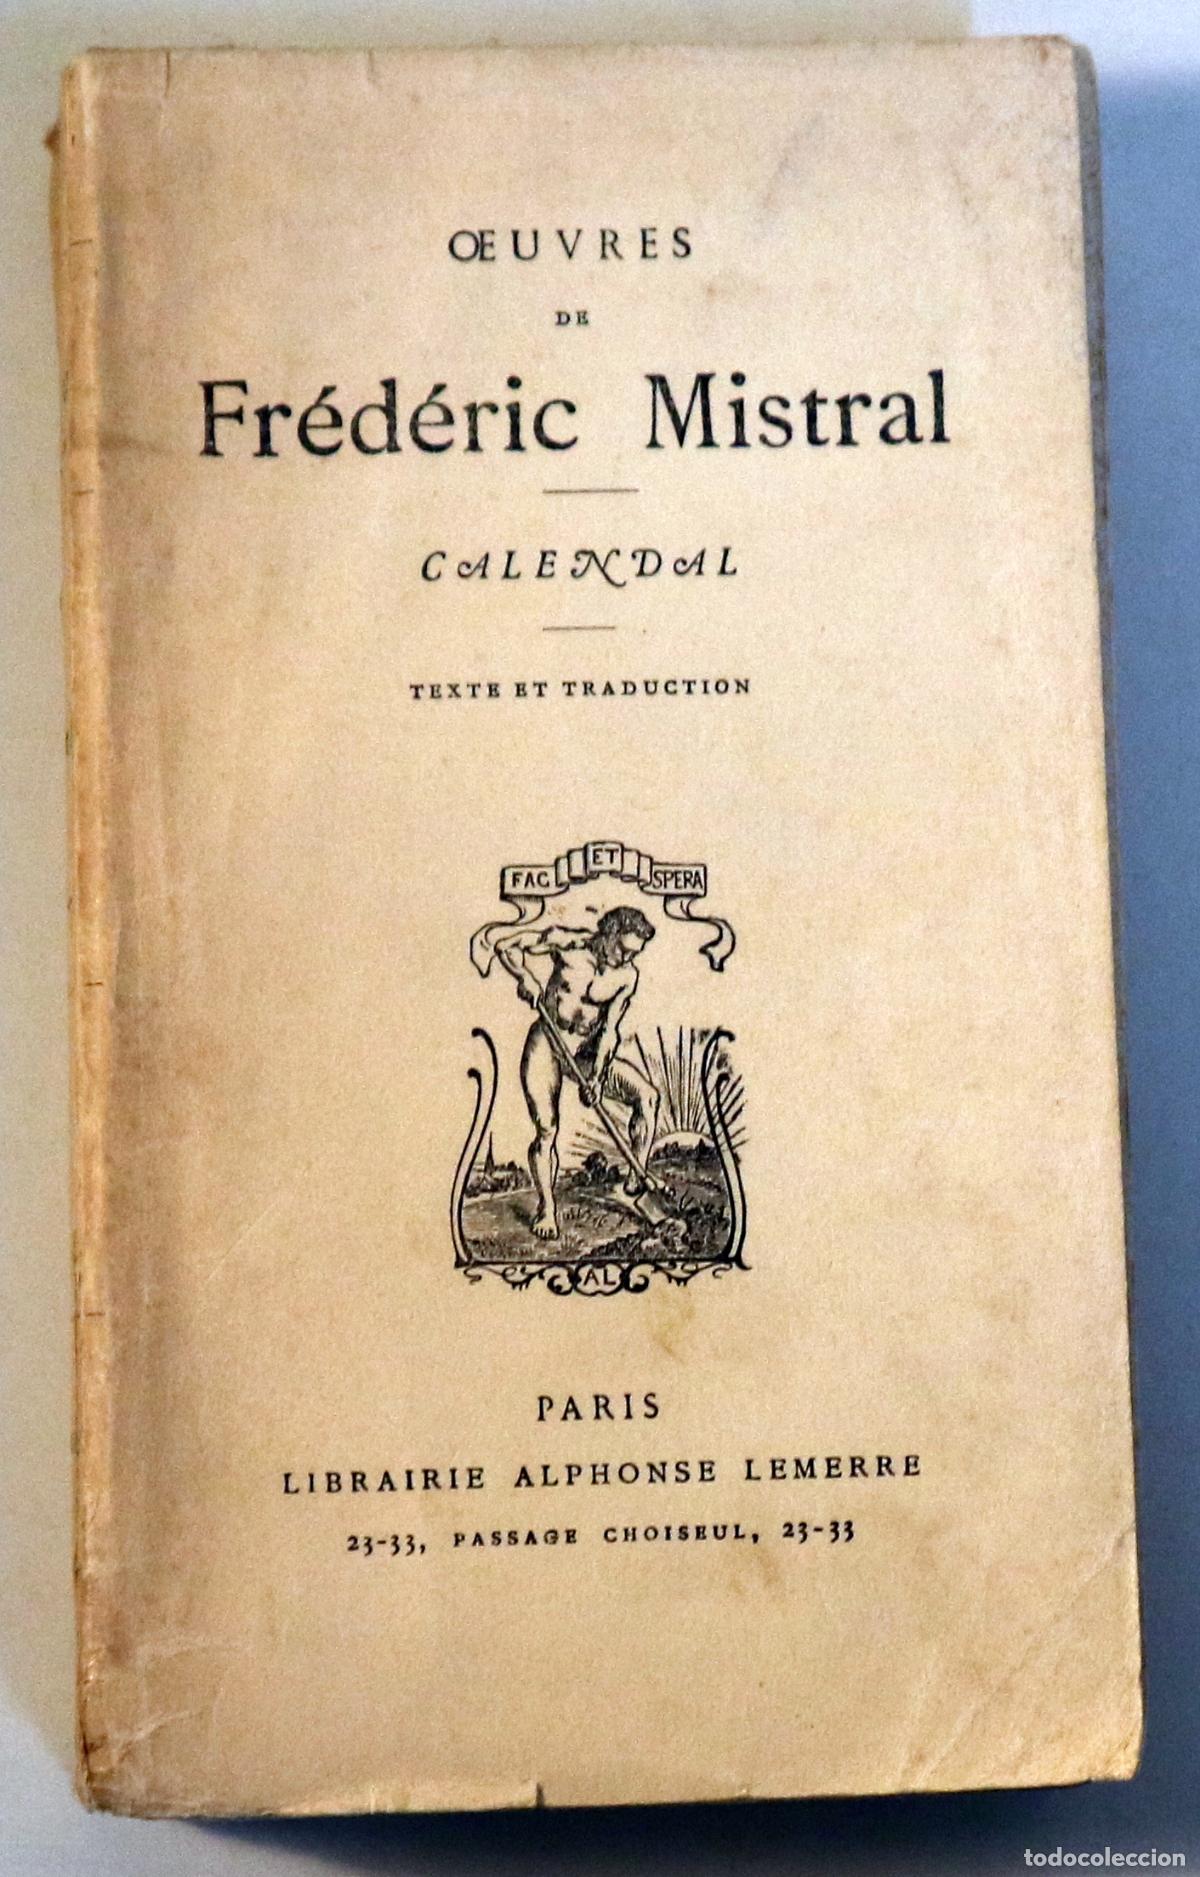 ŒUVRES
DE
Frédéric Mistral
CALENDAL
TEXTE ET TRADUCTION
FAC ET SPERA
AL
PARIS
LIBRAIRIE ALPHONSE LEMERRE
23-33, PASSAGE CHOISEUL, 23-33
todocoleccion